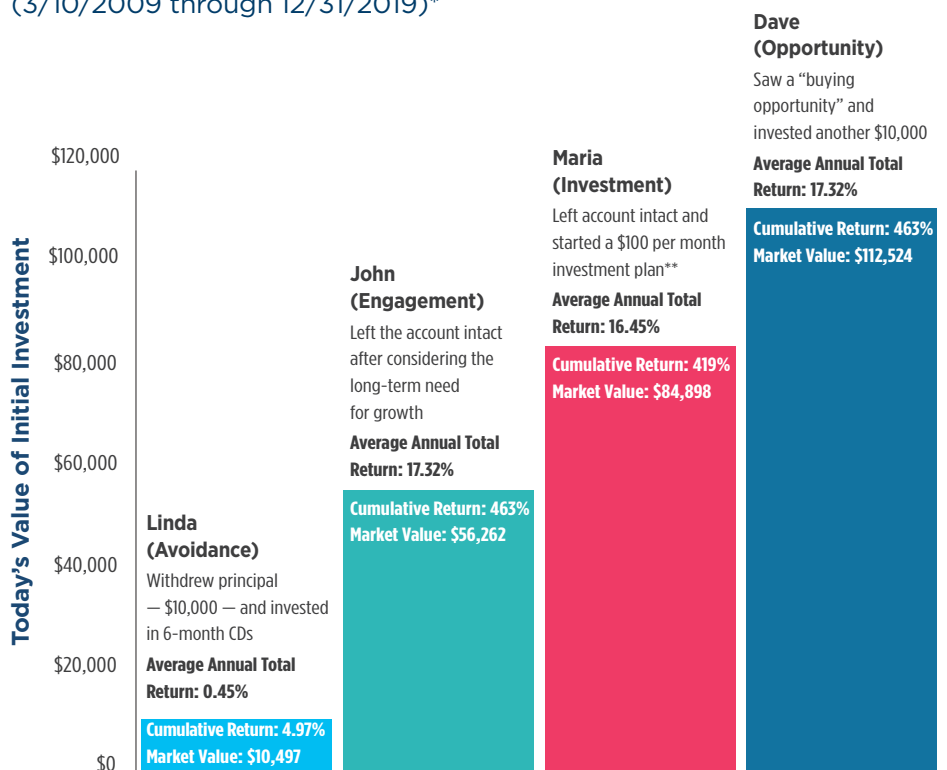 (3/10/2009 through 12/31/2019)*
Today's Value of Initial Investment
$120,000
$100,000
$80,000
$60,000
$40,000
$20,000
$0
Linda
(Avoidance)
Withdrew principal
— $10,000 — and invested
in 6-month CDs
Average Annual Total
Return: 0.45%
Cumulative Return: 4.97%
Market Value: $10,497
John
(Engagement)
Left the account intact
after considering the
long-term need
for growth
Average Annual Total
Return: 17.32%
Cumulative Return: 463%
Market Value: $56,262
Maria
(Investment)
Left account intact and
started a $100 per month
investment plan**
Average Annual Total
Return: 16.45%
Cumulative Return: 419%
Market Value: $84,898
Dave
(Opportunity)
Saw a “buying
opportunity” and
invested another $10,000
Average Annual Total
Return: 17.32%
Cumulative Return: 463%
Market Value: $112,524